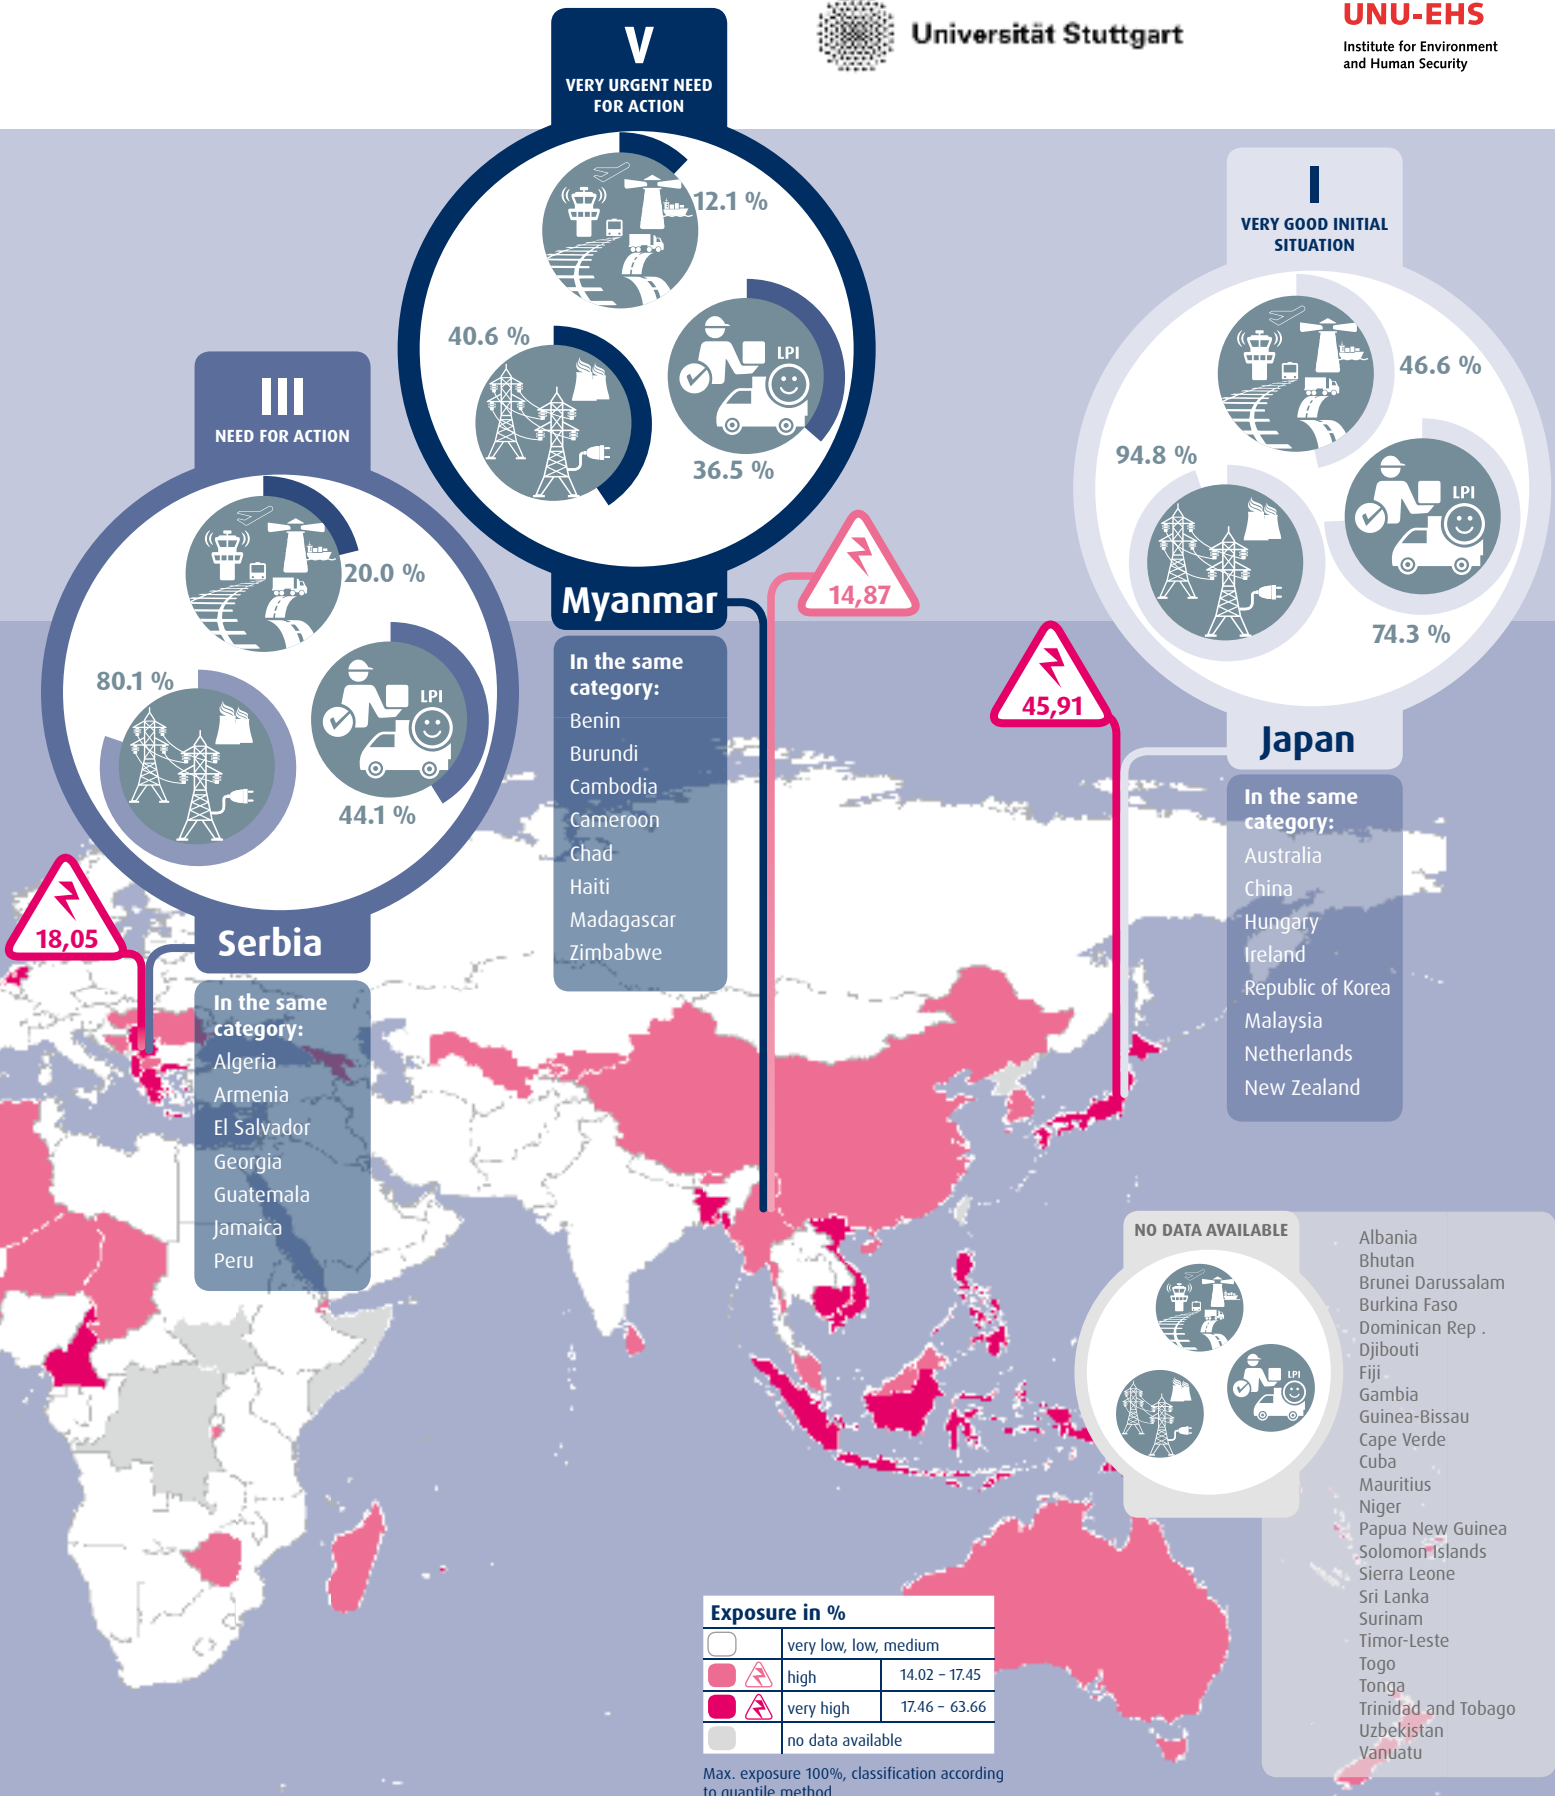 Universität Stuttgart
UNU-EHS
Institute for Environment
and Human Security
V
VERY URGENT NEED
FOR ACTION
12.1 %
40.6 %
LPI
36.5 %
Myanmar
In the same
category:
Benin
Burundi
Cambodia
Cameroon
Chad
Haiti
Madagascar
Zimbabwe
14,87
I
VERY GOOD INITIAL
SITUATION
46.6 %
94.8 %
LPI
74.3 %
Japan
In the same
category:
Australia
China
Hungary
Ireland
Republic of Korea
Malaysia
Netherlands
New Zealand
45,91
III
NEED FOR ACTION
20.0 %
80.1 %
LPI
44.1 %
Serbia
In the same
category:
Algeria
Armenia
El Salvador
Georgia
Guatemala
Jamaica
Peru
18,05
NO DATA AVAILABLE
LPI
Albania
Bhutan
Brunei Darussalam
Burkina Faso
Dominican Rep .
Djibouti
Fiji
Gambia
Guinea-Bissau
Cape Verde
Cuba
Mauritius
Niger
Papua New Guinea
Solomon Islands
Sierra Leone
Sri Lanka
Surinam
Timor-Leste
Togo
Tonga
Trinidad and Tobago
Uzbekistan
Vanuatu
Exposure in %
very low, low, medium
high 14.02 – 17.45
very high 17.46 – 63.66
no data available
Max. exposure 100%, classification according
to quantile method